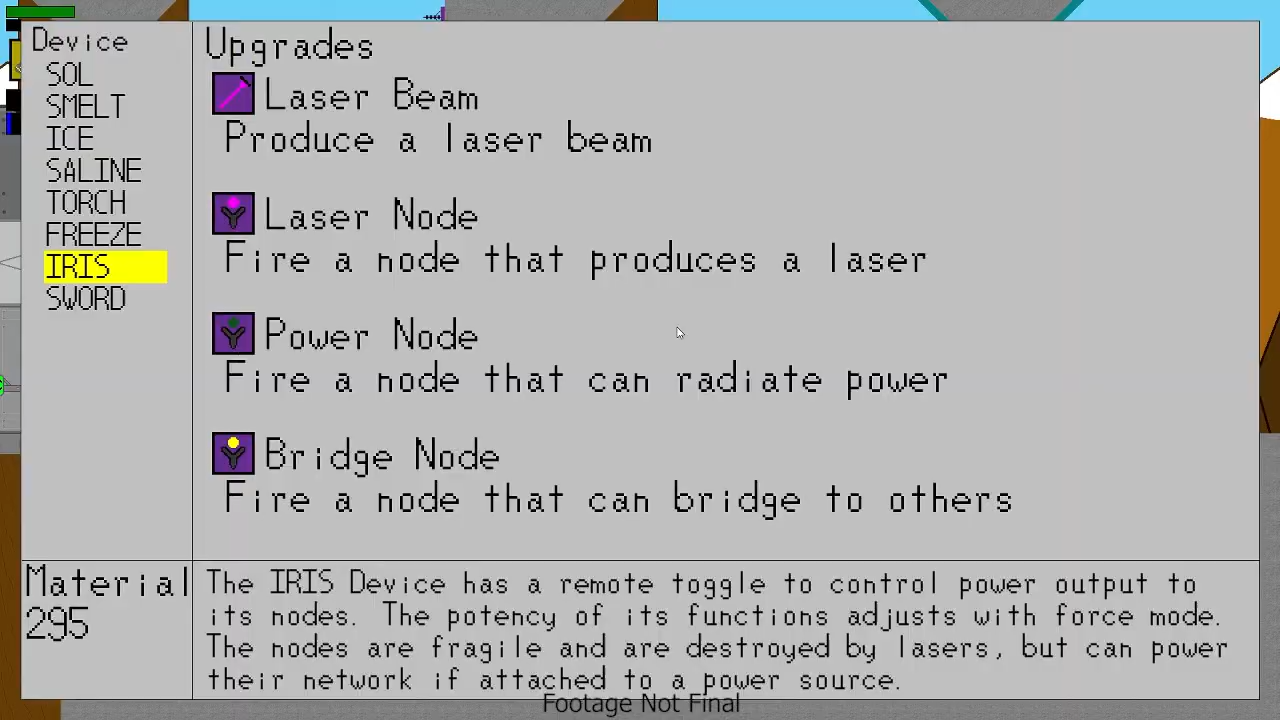 Device
SOL
SMELT
ICE
SALINE
TORCH
FREEZE
IRIS
SWORD
Upgrades
Laser Beam
Produce a laser beam
Laser Node
Fire a node that produces a laser
Power Node
Fire a node that can radiate power
Bridge Node
Fire a node that can bridge to others
Material
295
The IRIS Device has a remote toggle to control power output to
its nodes. The potency of its functions adjusts with force mode.
The nodes are fragile and are destroyed by lasers, but can power
their network if attached to a power source.
Footage Not Final